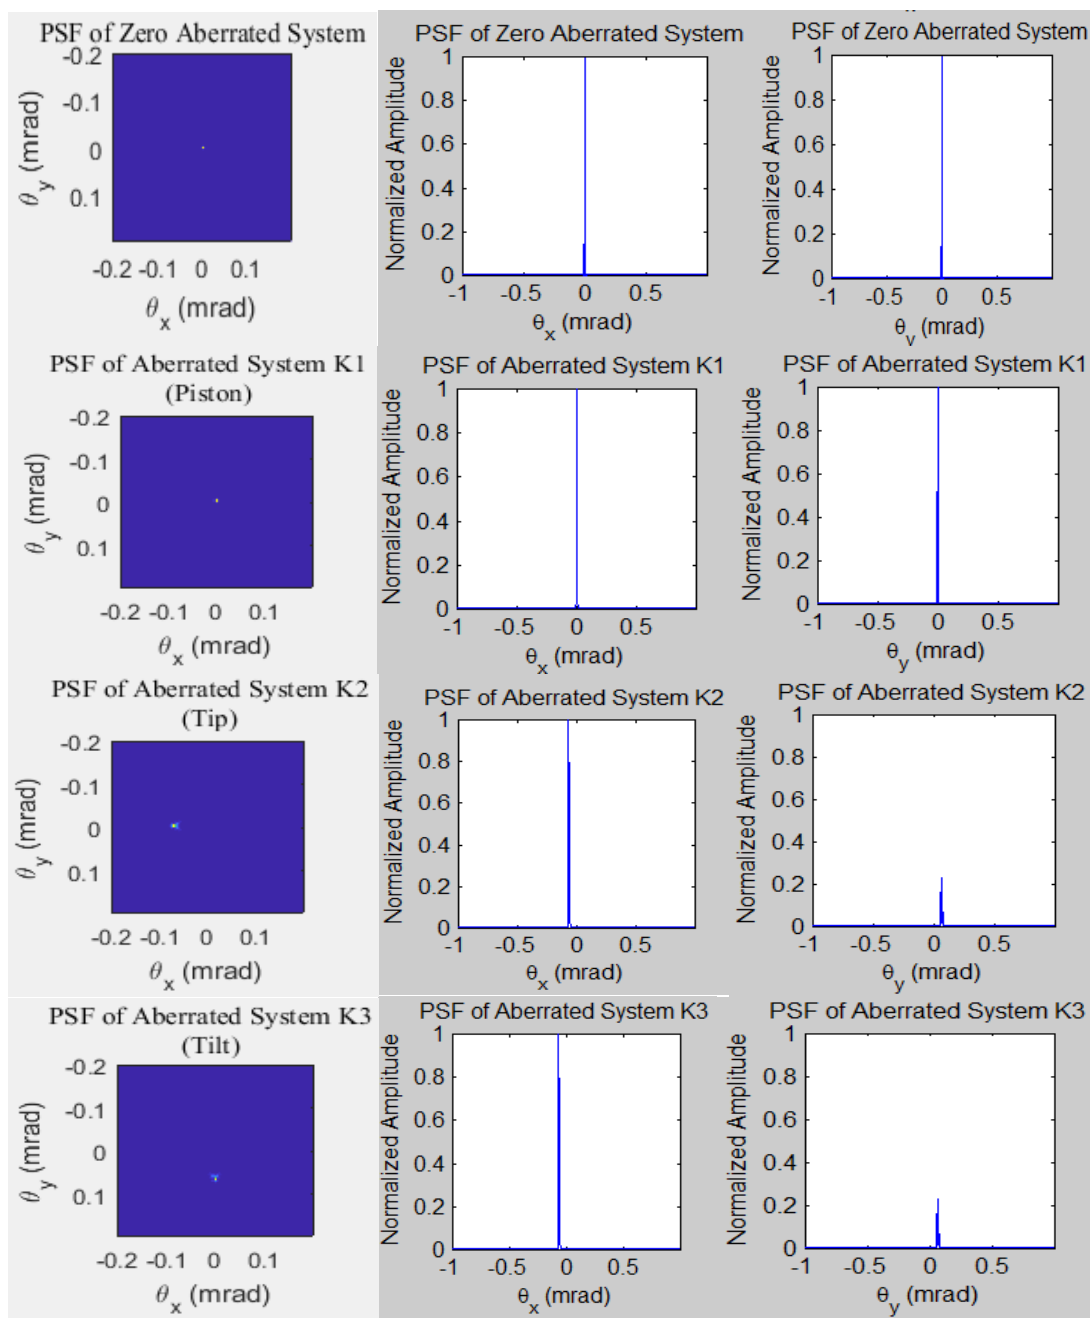 PSF of Zero Aberrated System
-0.2
-0.1
0
0.1
θy (mrad)
-0.2 -0.1 0 0.1
θx (mrad)
PSF of Zero Aberrated System
1
0.8
0.6
0.4
0.2
0
Normalized Amplitude
-1 -0.5 0 0.5
θx (mrad)
PSF of Zero Aberrated System
1
0.8
0.6
0.4
0.2
0
Normalized Amplitude
-1 -0.5 0 0.5
θy (mrad)
PSF of Aberrated System K1
(Piston)
-0.2
-0.1
0
0.1
θy (mrad)
-0.2 -0.1 0 0.1
θx (mrad)
PSF of Aberrated System K1
1
0.8
0.6
0.4
0.2
0
Normalized Amplitude
-1 -0.5 0 0.5
θx (mrad)
PSF of Aberrated System K1
1
0.8
0.6
0.4
0.2
0
Normalized Amplitude
-1 -0.5 0 0.5
θy (mrad)
PSF of Aberrated System K2
(Tip)
-0.2
-0.1
0
0.1
θy (mrad)
-0.2 -0.1 0 0.1
θx (mrad)
PSF of Aberrated System K2
1
0.8
0.6
0.4
0.2
0
Normalized Amplitude
-1 -0.5 0 0.5
θx (mrad)
PSF of Aberrated System K2
1
0.8
0.6
0.4
0.2
0
Normalized Amplitude
-1 -0.5 0 0.5
θy (mrad)
PSF of Aberrated System K3
(Tilt)
-0.2
-0.1
0
0.1
θy (mrad)
-0.2 -0.1 0 0.1
θx (mrad)
PSF of Aberrated System K3
1
0.8
0.6
0.4
0.2
0
Normalized Amplitude
-1 -0.5 0 0.5
θx (mrad)
PSF of Aberrated System K3
1
0.8
0.6
0.4
0.2
0
Normalized Amplitude
-1 -0.5 0 0.5
θy (mrad)